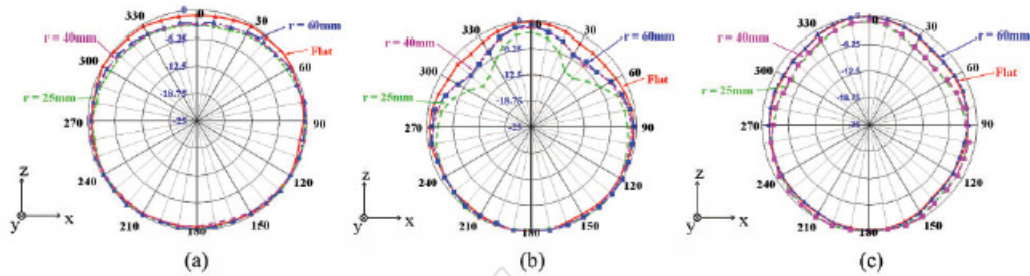 330 0 30
r = 60mm
r = 40mm
-6.25
Flat
300
60
-12.5
r = 25mm
-18.75
270
-25
90
z
240
120
y x
210
180
150
(a)
330 0 30
r = 40mm
r = 60mm
-6.25
300
60
-12.5
Flat
r = 25mm
-18.75
270
-25
90
z
240
120
y x
210
180
150
(b)
330 0 30
r = 40mm
-6.25
r = 60mm
300
60
-12.5
Flat
r = 25mm
-18.75
270
-25
90
z
240
120
y x
210
180
150
(c)